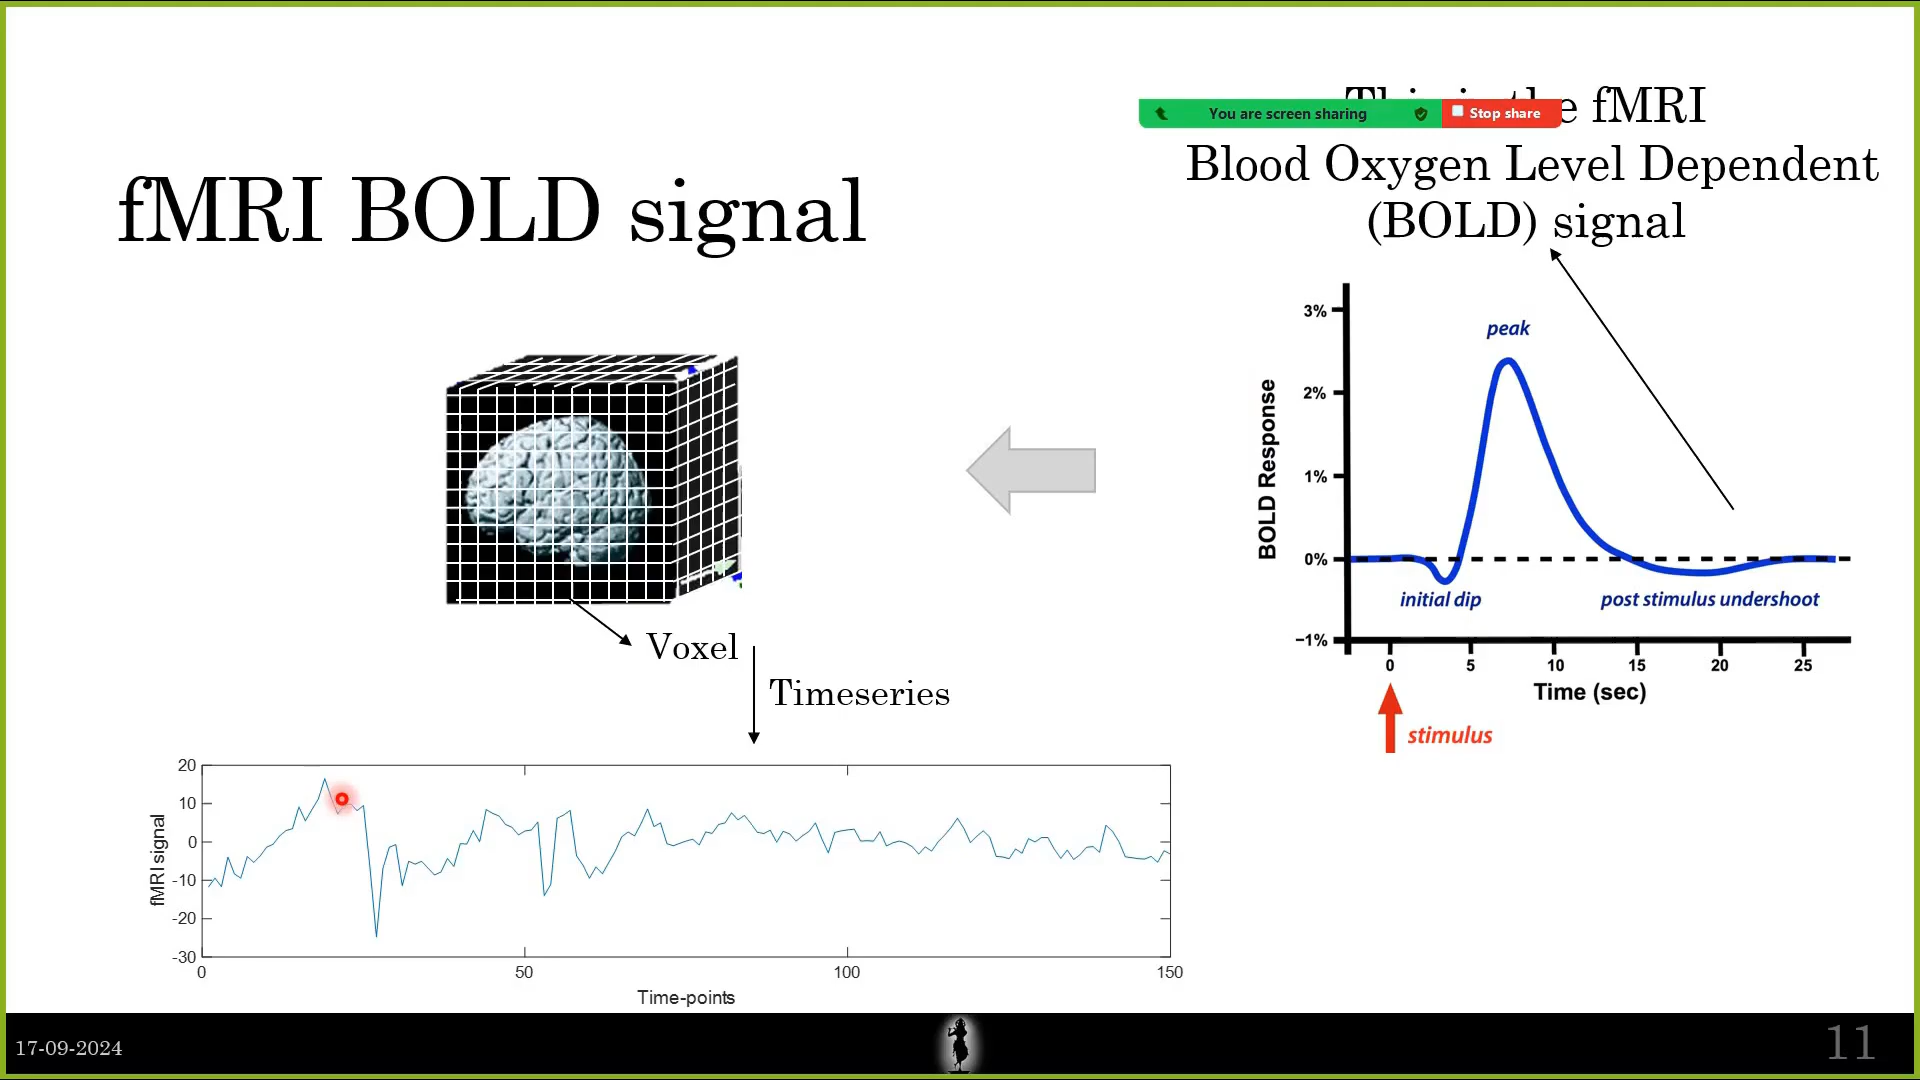 fMRI
You are screen sharing
Stop share
Blood Oxygen Level Dependent
(BOLD) signal
fMRI BOLD signal
3%
2%
1%
0%
−1%
BOLD Response
peak
initial dip
post stimulus undershoot
0 5 10 15 20 25
Time (sec)
stimulus
Voxel
Timeseries
20
10
0
-10
-20
-30
fMRI signal
0 50 100 150
Time-points
17-09-2024
11